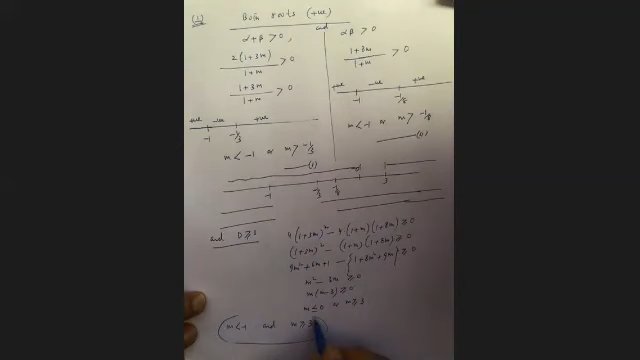 (1) Both roots (+ve)
α+β > 0, and αβ > 0
2(1+3m) / 1+m > 0
1+8m / 1+m > 0
1+3m / 1+m > 0
+ve -ve +ve
-1 -1/8
+ve -ve +ve
-1 -1/3
m < -1 or m > -1/8
(ii)
m < -1 or m > -1/3
(i)
-1 -1/3 -1/8 0 3
and D ≥ 0
4(1+3m)² - 4·(1+m)(1+8m) ≥ 0
(1+3m)² - (1+m)(1+8m) ≥ 0
9m²+6m+1 - {1+8m²+9m} ≥ 0
m² - 3m ≥ 0
m(m-3) ≥ 0
m ≤ 0 or m ≥ 3
m < -1 and m ≥ 3